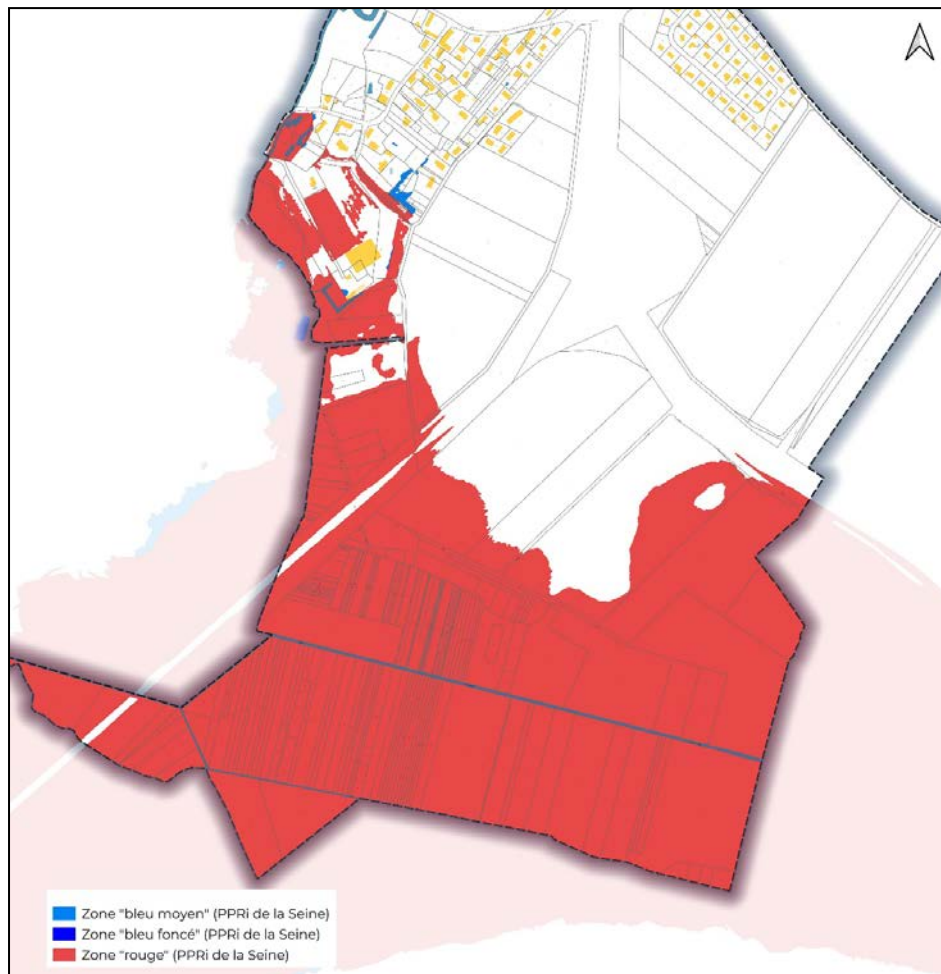 Zone "bleu moyen" (PPRi de la Seine)
Zone "bleu foncé" (PPRi de la Seine)
Zone "rouge" (PPRi de la Seine)